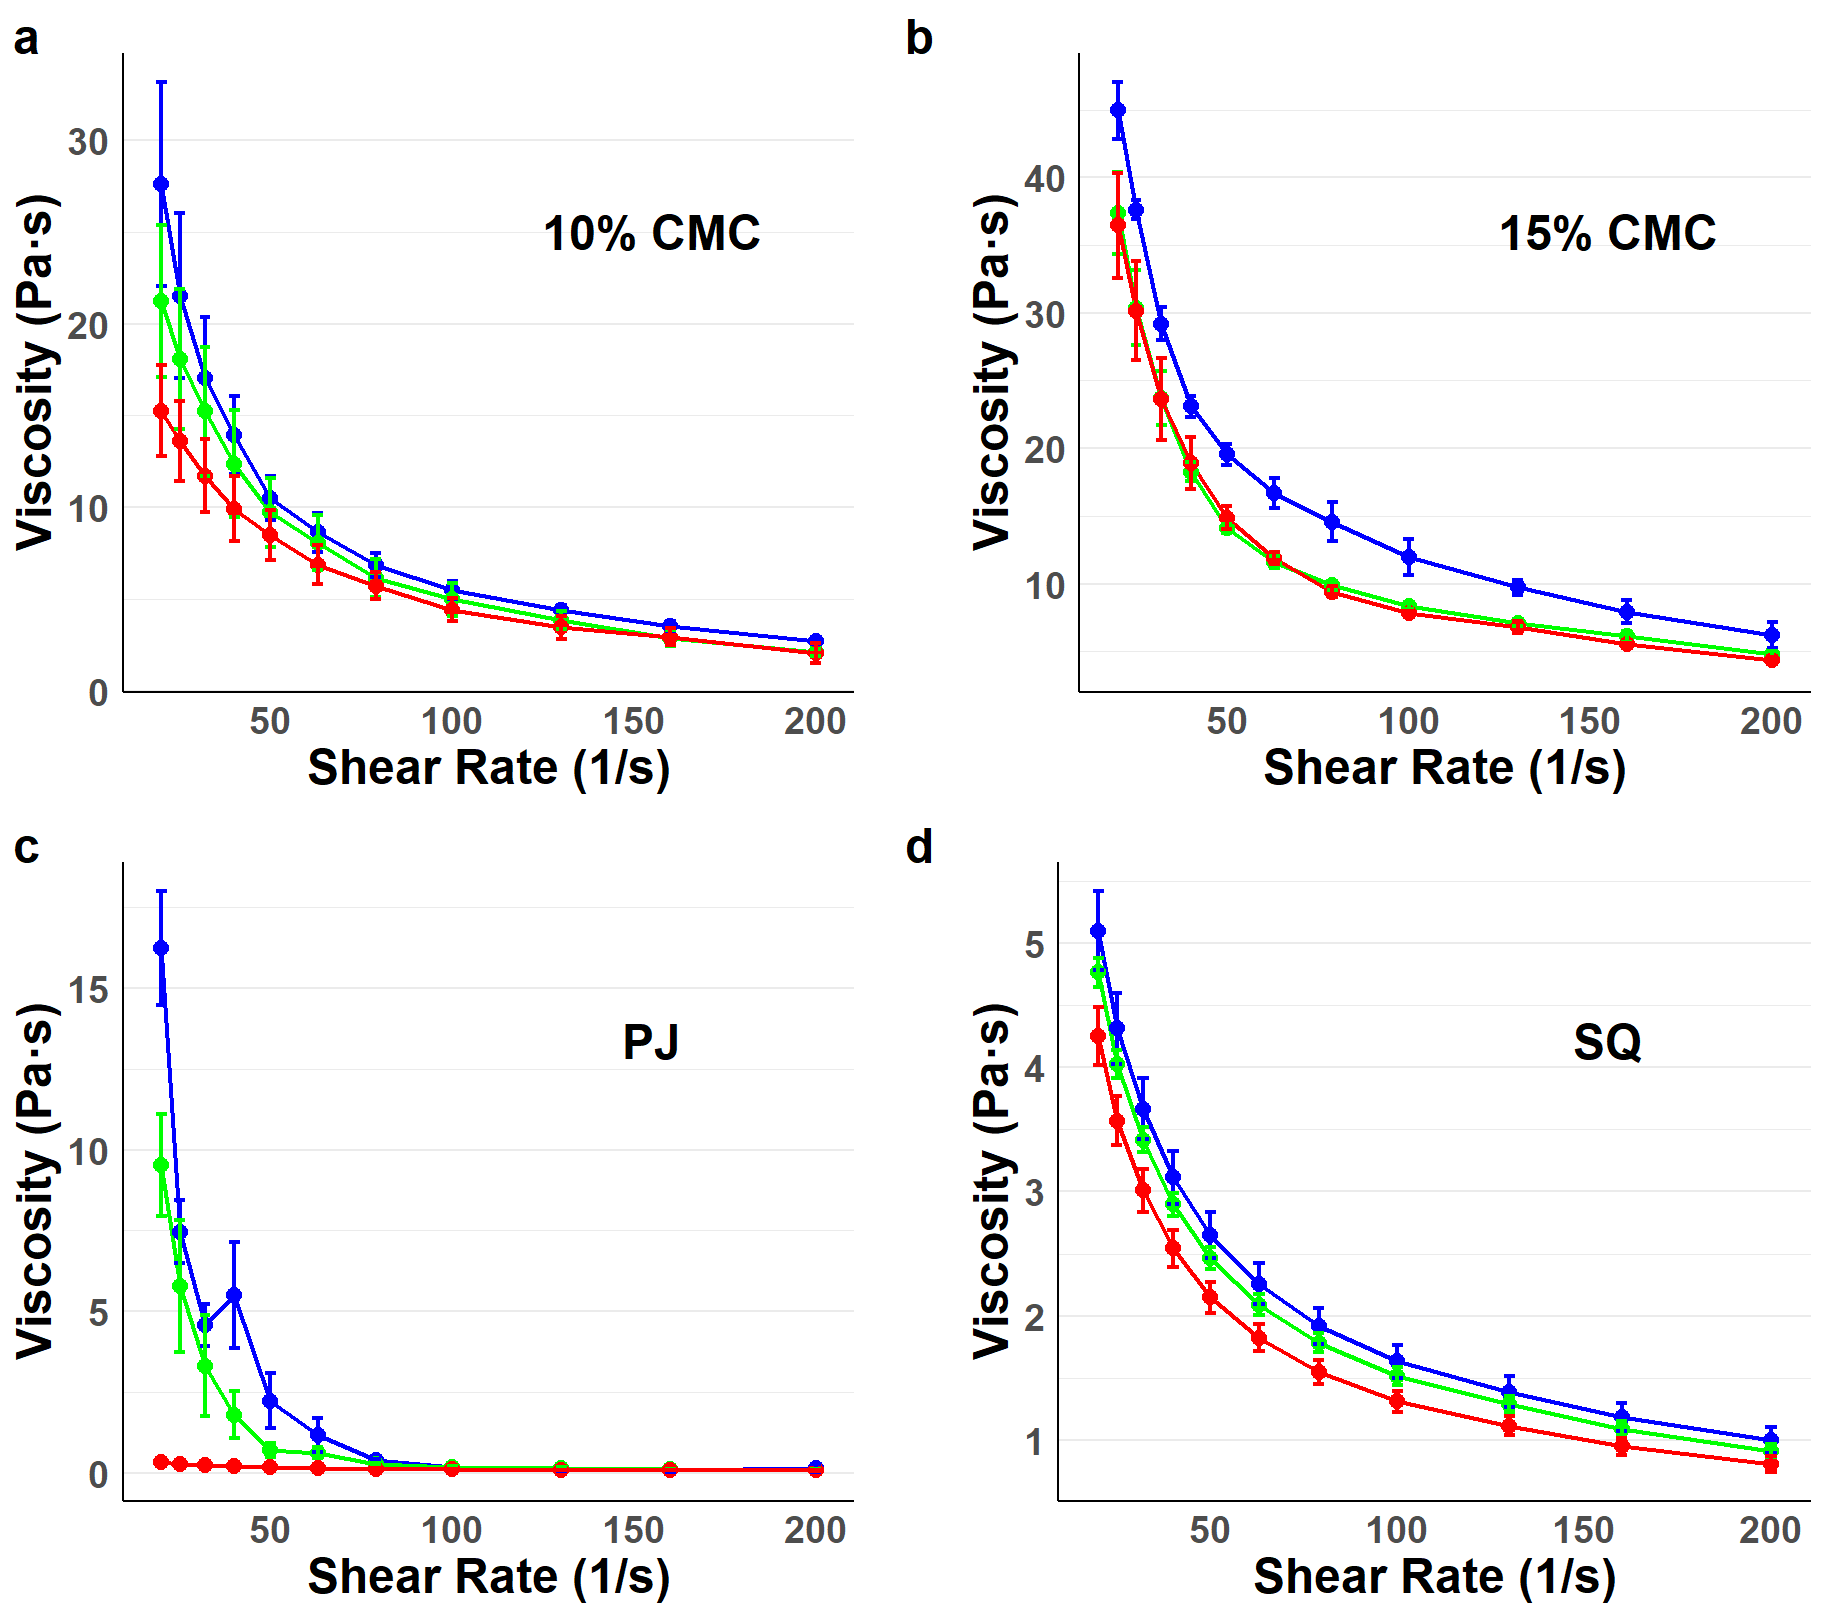 a
10% CMC
Viscosity (Pa·s)
30
20
10
0
50 100 150 200
Shear Rate (1/s)
b
15% CMC
Viscosity (Pa·s)
40
30
20
10
50 100 150 200
Shear Rate (1/s)
c
PJ
Viscosity (Pa·s)
15
10
5
0
50 100 150 200
Shear Rate (1/s)
d
SQ
Viscosity (Pa·s)
5
4
3
2
1
50 100 150 200
Shear Rate (1/s)